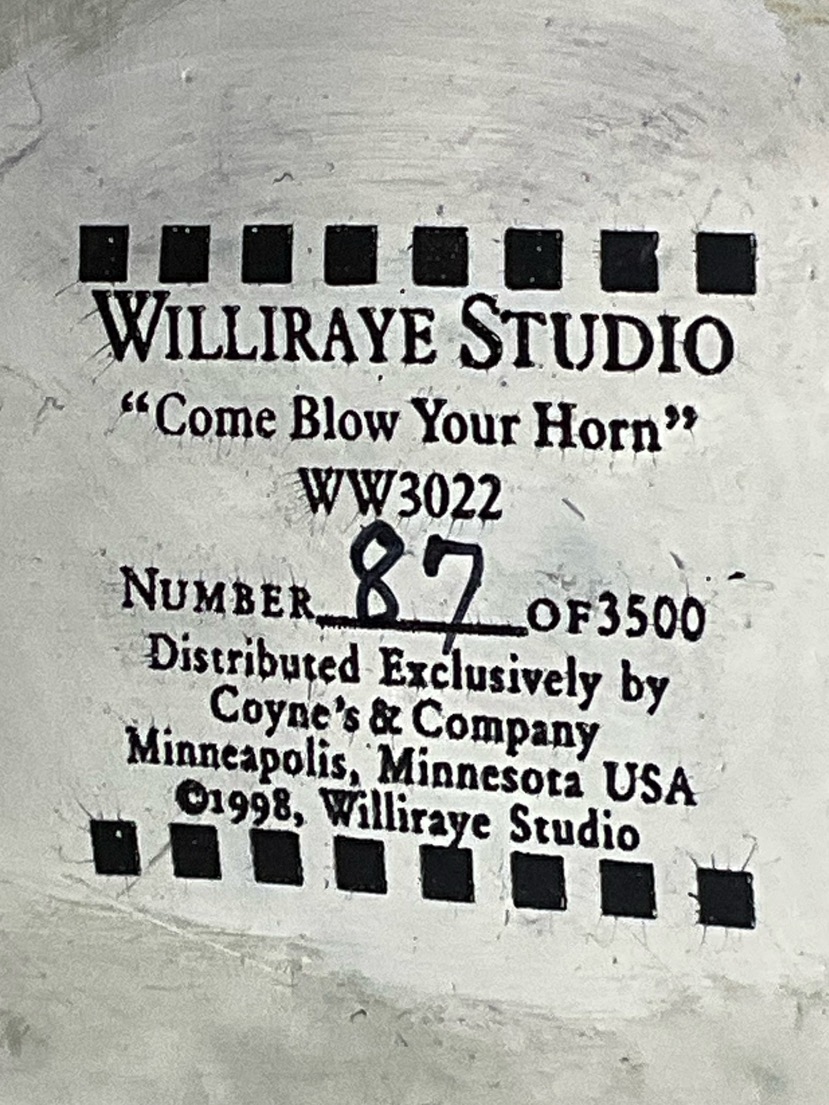 WILLIRAYE STUDIO
“Come Blow Your Horn”
WW3022
NUMBER 87 OF 3500
Distributed Exclusively by
Coyne's & Company
Minneapolis, Minnesota USA
©1998, Williraye Studio